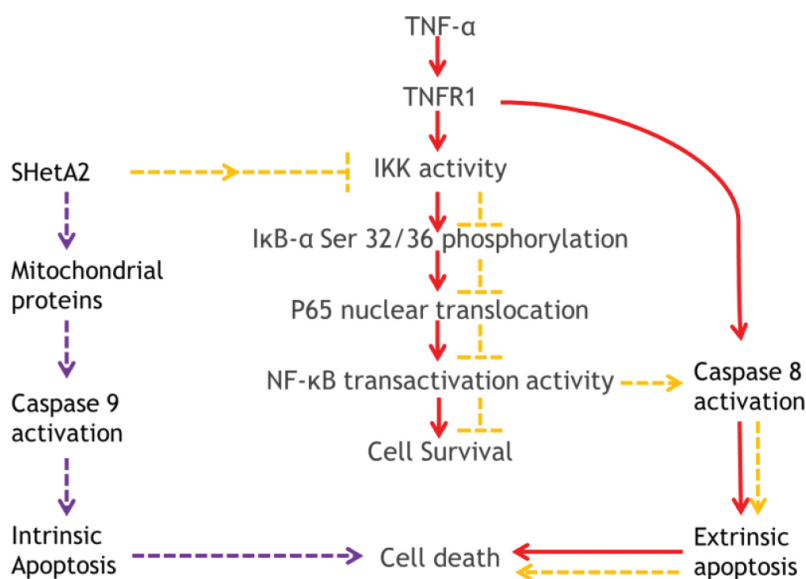 TNF-α
TNFR1
SHetA2
IKK activity
IκB-α Ser 32/36 phosphorylation
Mitochondrial
proteins
P65 nuclear translocation
NF-κB transactivation activity
Caspase 8
activation
Caspase 9
activation
Cell Survival
Intrinsic
Apoptosis
Cell death
Extrinsic
apoptosis